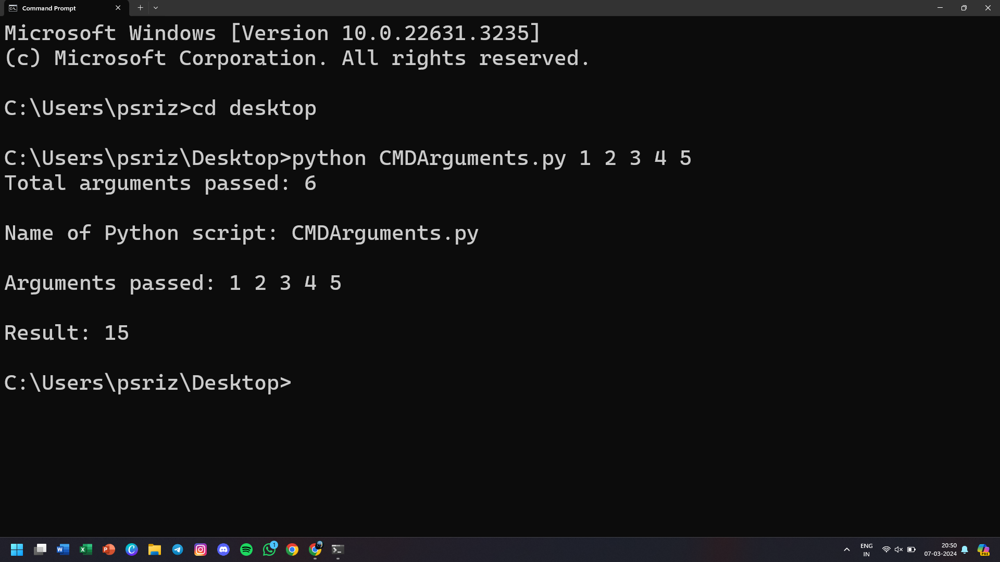 Command Prompt
Microsoft Windows [Version 10.0.22631.3235]
(c) Microsoft Corporation. All rights reserved.
C:\Users\psriz>cd desktop
C:\Users\psriz\Desktop>python CMDArguments.py 1 2 3 4 5
Total arguments passed: 6
Name of Python script: CMDArguments.py
Arguments passed: 1 2 3 4 5
Result: 15
C:\Users\psriz\Desktop>
1
ENG
IN
20:50
07-03-2024
PRE